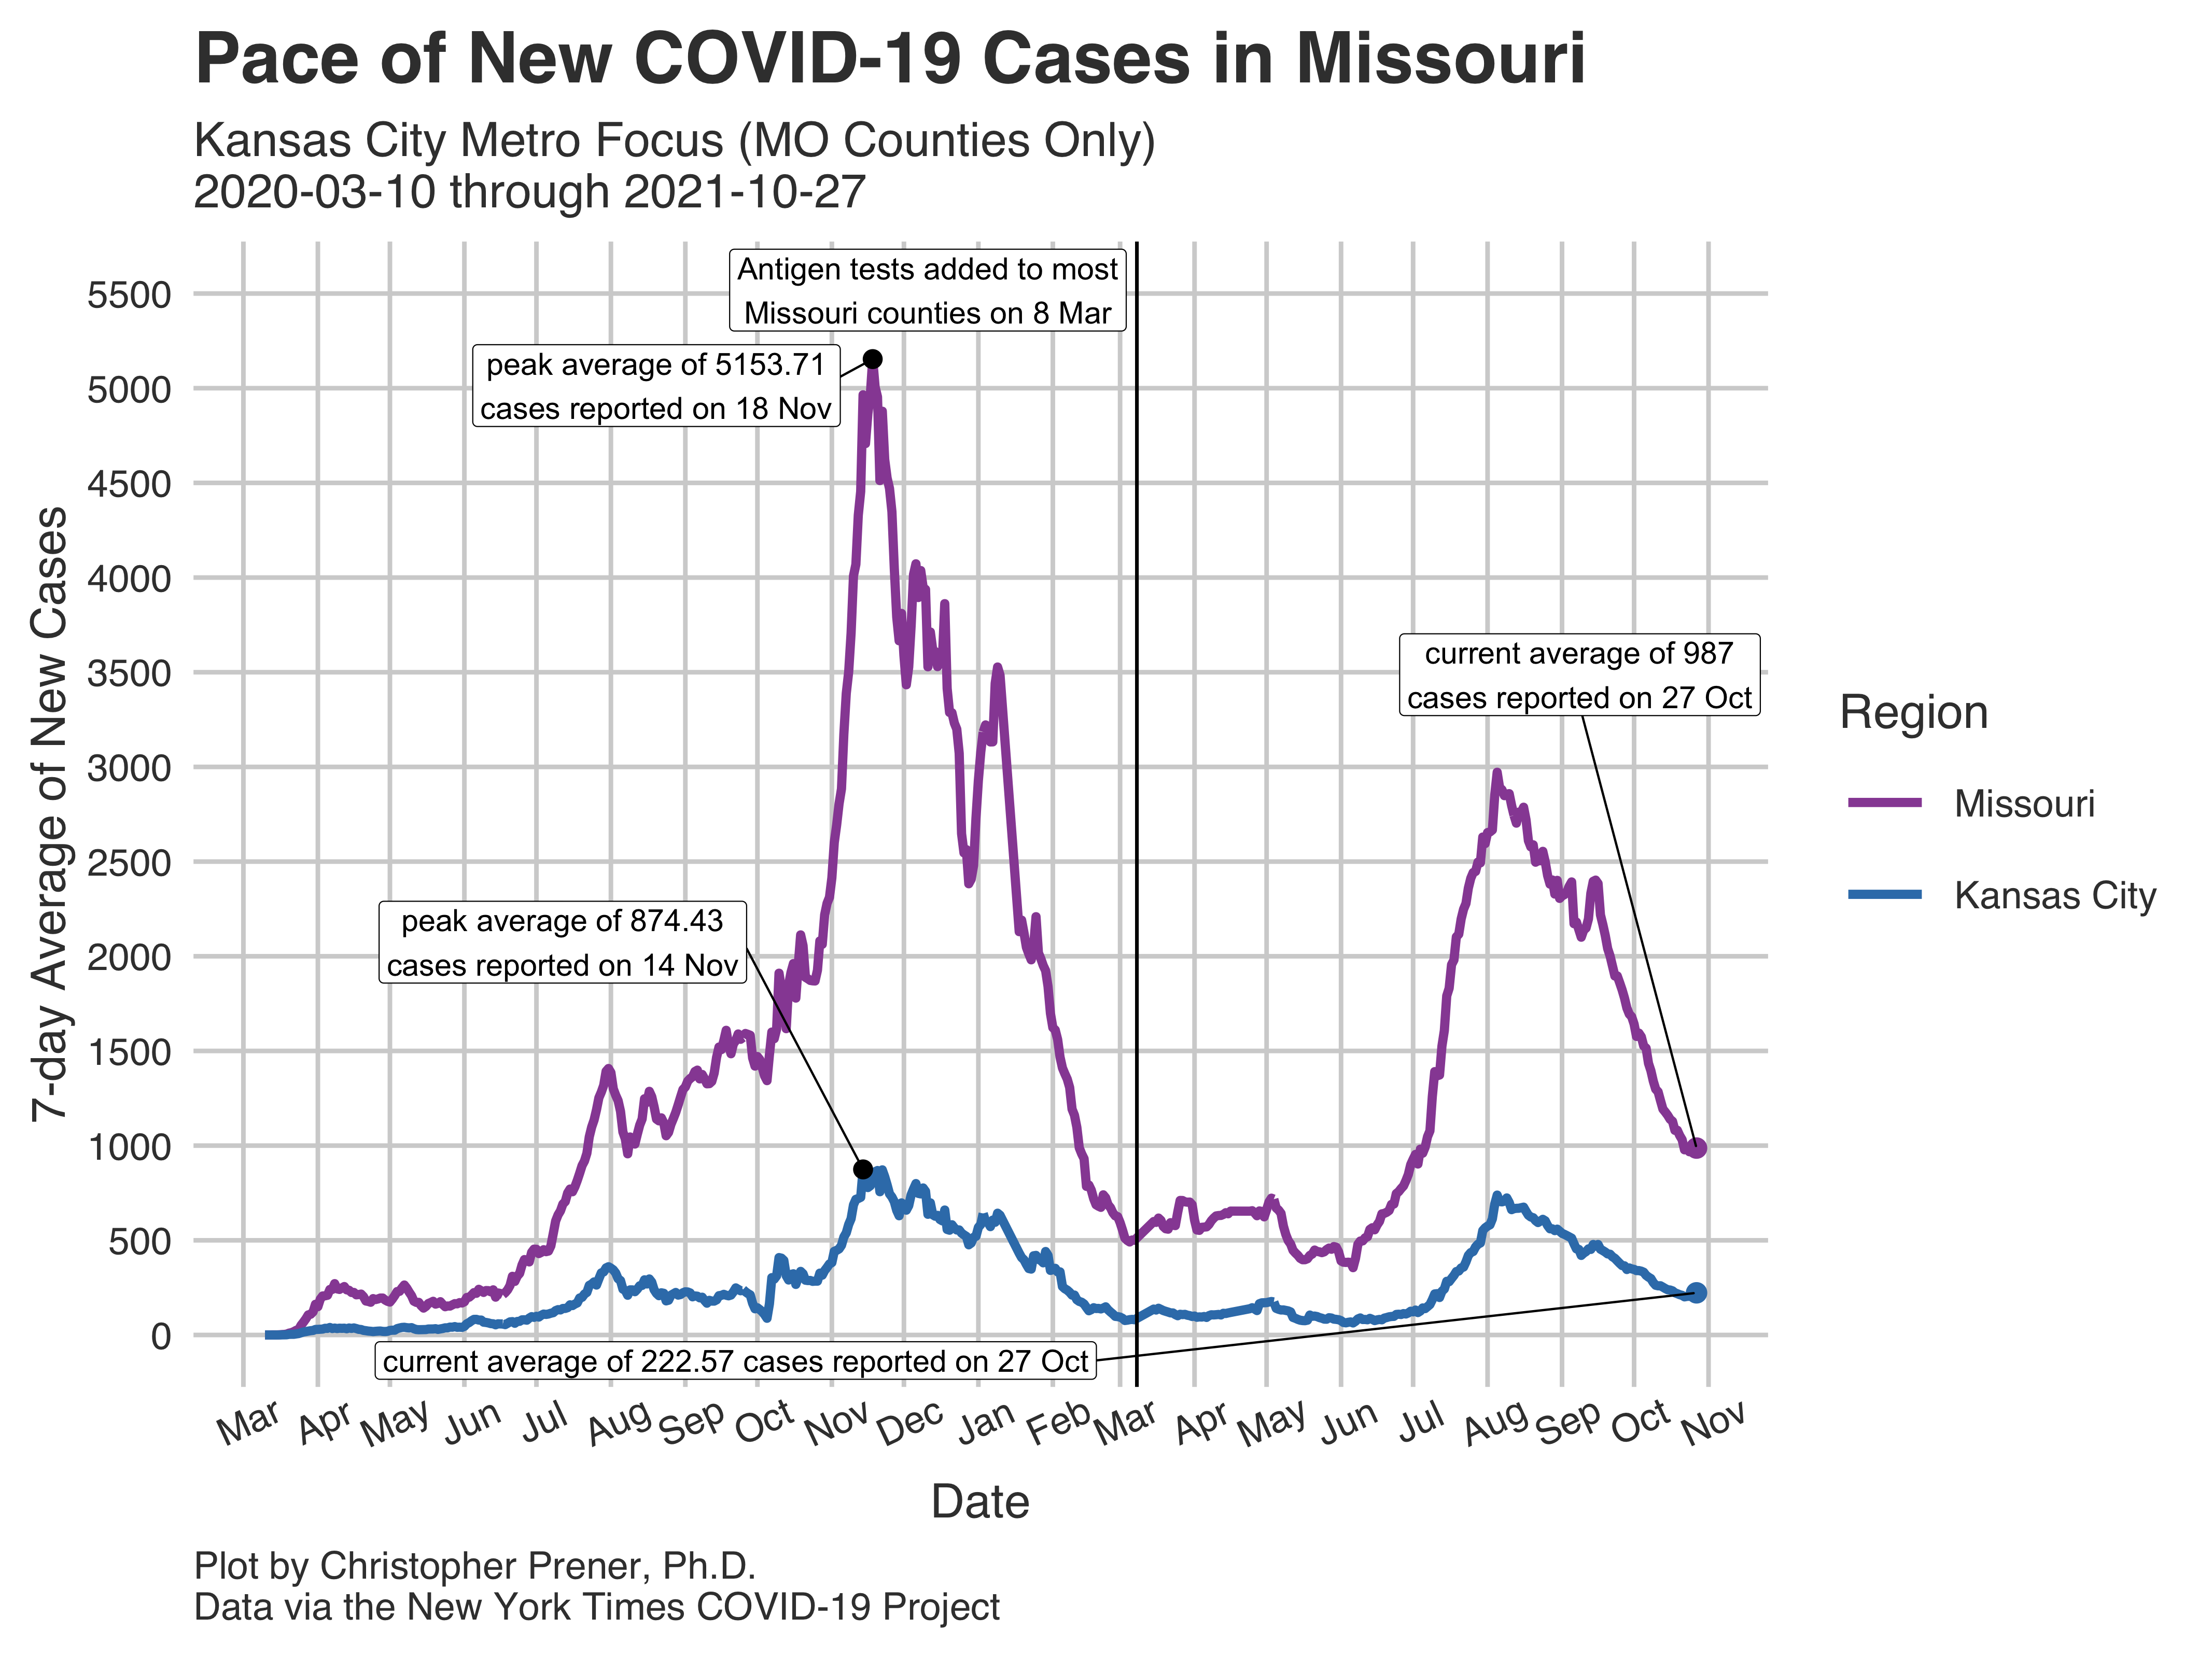 Pace of New COVID-19 Cases in Missouri
Kansas City Metro Focus (MO Counties Only)
2020-03-10 through 2021-10-27
Antigen tests added to most
Missouri counties on 8 Mar
peak average of 5153.71
cases reported on 18 Nov
current average of 987
cases reported on 27 Oct
peak average of 874.43
cases reported on 14 Nov
current average of 222.57 cases reported on 27 Oct
7-day Average of New Cases
5500
5000
4500
4000
3500
3000
2500
2000
1500
1000
500
0
Mar Apr May Jun Jul Aug Sep Oct Nov Dec Jan Feb Mar Apr May Jun Jul Aug Sep Oct Nov
Date
Region
Missouri
Kansas City
Plot by Christopher Prener, Ph.D.
Data via the New York Times COVID-19 Project